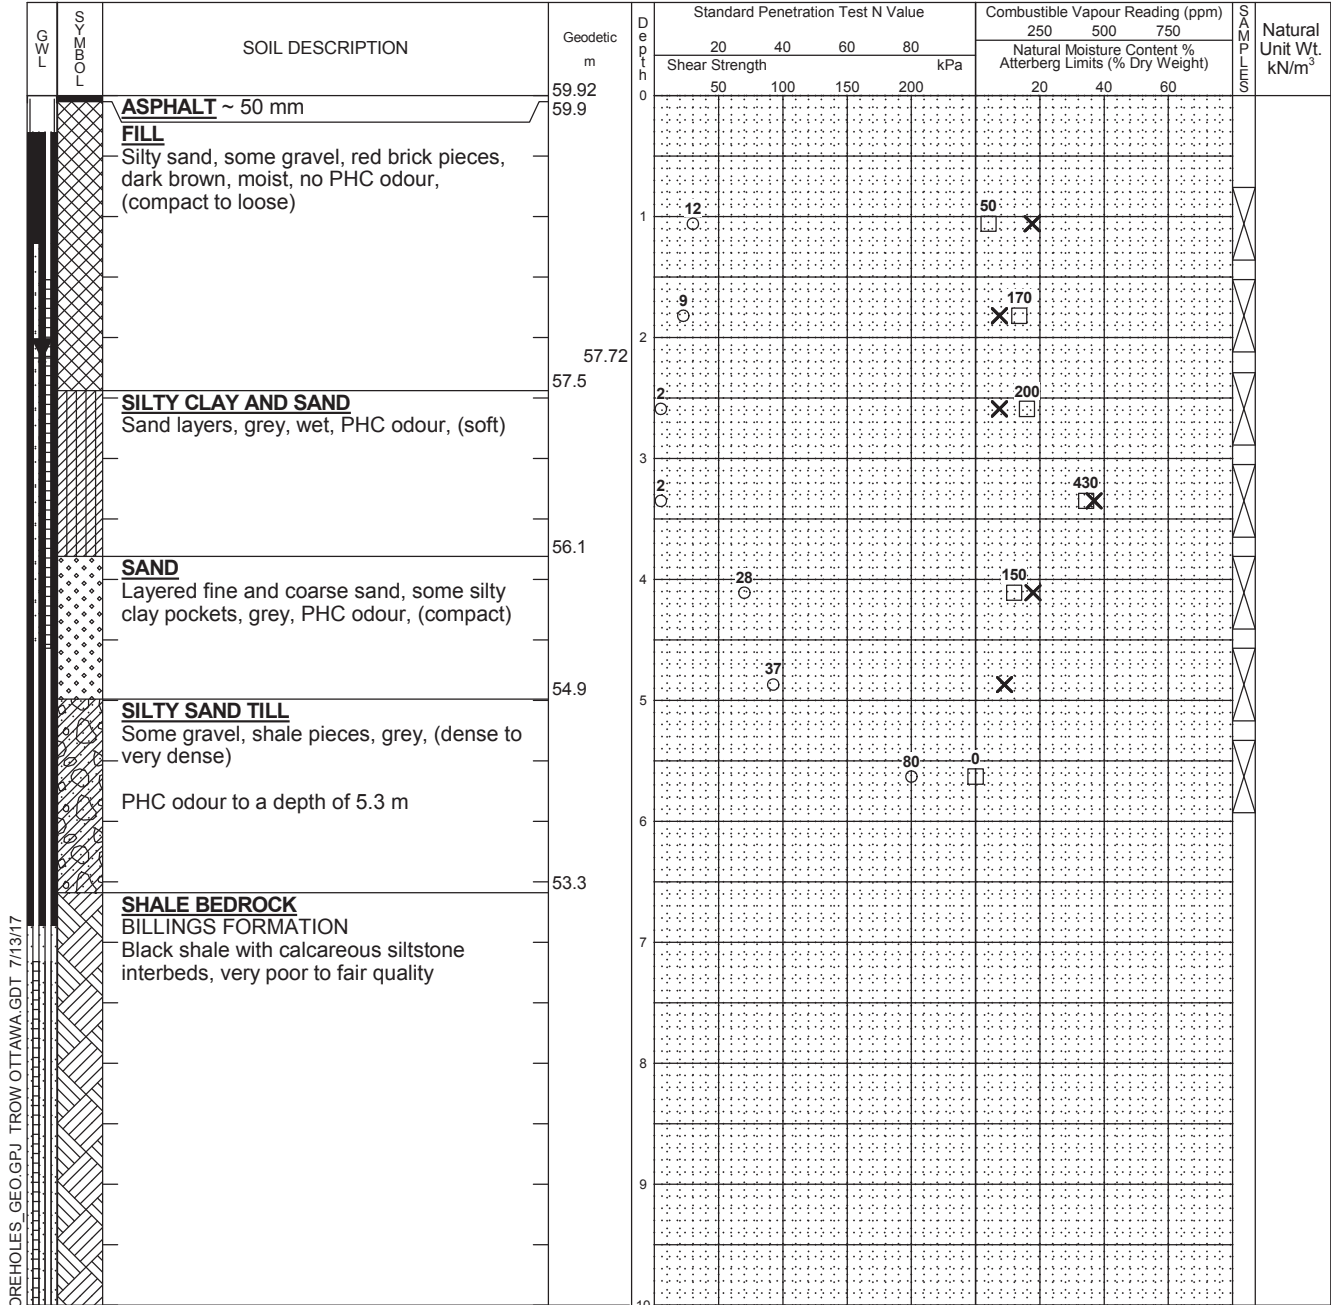 GWL
SYMBOL
SOIL DESCRIPTION
Geodetic
m
Depth
Standard Penetration Test N Value
20 40 60 80
Shear Strength kPa
50 100 150 200
Combustible Vapour Reading (ppm)
250 500 750
Natural Moisture Content %
Atterberg Limits (% Dry Weight)
20 40 60
SAMPLES
Natural
Unit Wt.
kN/m³
59.92
0
ASPHALT ~ 50 mm
59.9
FILL
Silty sand, some gravel, red brick pieces,
dark brown, moist, no PHC odour,
(compact to loose)
12
50
1
9
170
2
57.72
57.5
SILTY CLAY AND SAND
Sand layers, grey, wet, PHC odour, (soft)
2
200
3
2
430
56.1
SAND
Layered fine and coarse sand, some silty
clay pockets, grey, PHC odour, (compact)
28
150
4
37
54.9
5
SILTY SAND TILL
Some gravel, shale pieces, grey, (dense to
very dense)
PHC odour to a depth of 5.3 m
80
0
6
53.3
SHALE BEDROCK
BILLINGS FORMATION
Black shale with calcareous siltstone
interbeds, very poor to fair quality
7
8
9
10
OREHOLES_GEO.GPJ TROW OTTAWA.GDT 7/13/17